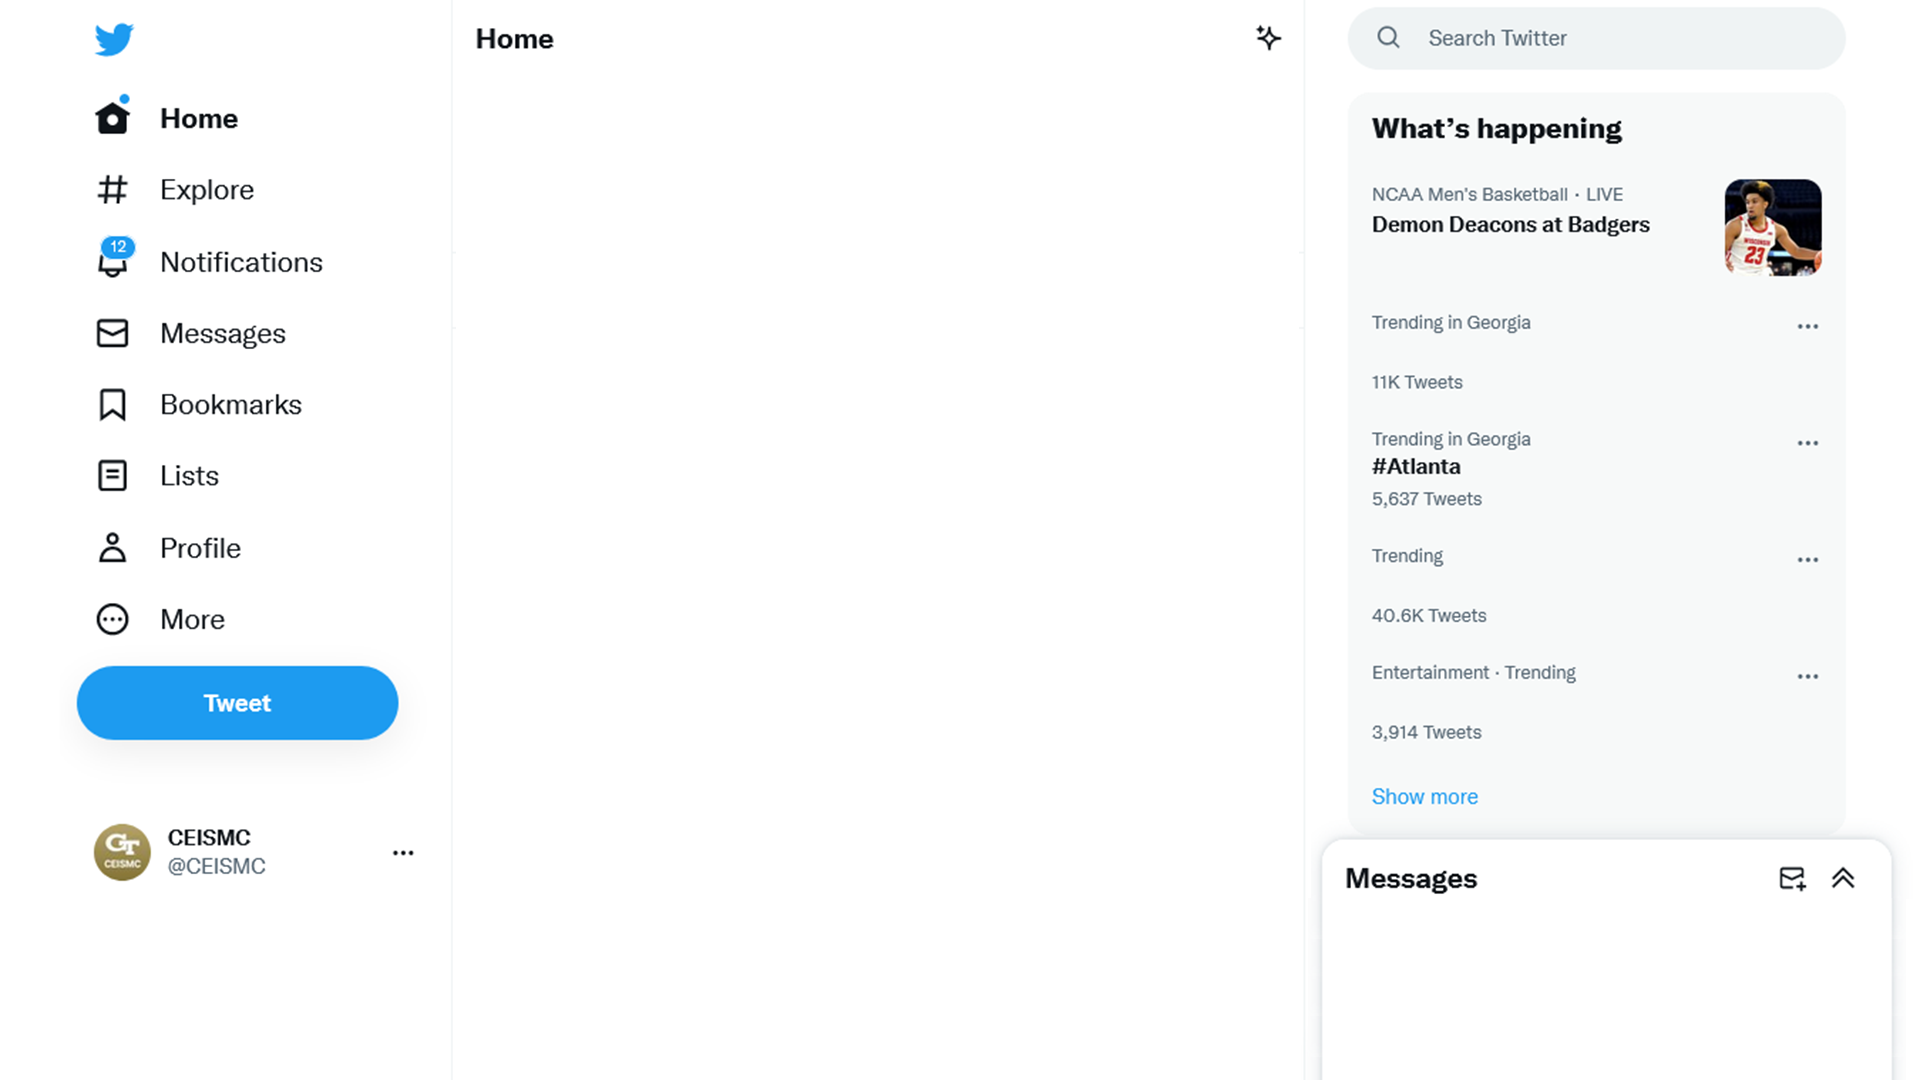 Home
Explore
12
Notifications
Messages
Bookmarks
Lists
Profile
More
Tweet
GT
CEISMC
CEISMC
@CEISMC
Home
Search Twitter
What's happening
NCAA Men's Basketball · LIVE
Demon Deacons at Badgers
WISCONSIN
23
Trending in Georgia
11K Tweets
Trending in Georgia
#Atlanta
5,637 Tweets
Trending
40.6K Tweets
Entertainment · Trending
3,914 Tweets
Show more
Messages